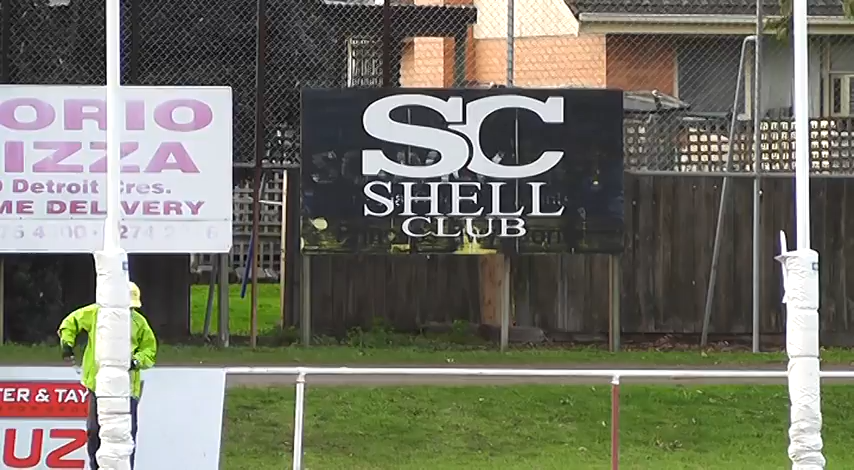 ORIO
IZZA
Detroit Cres.
ME DELIVERY
SC
SHELL
CLUB
TER & TAY
UZ